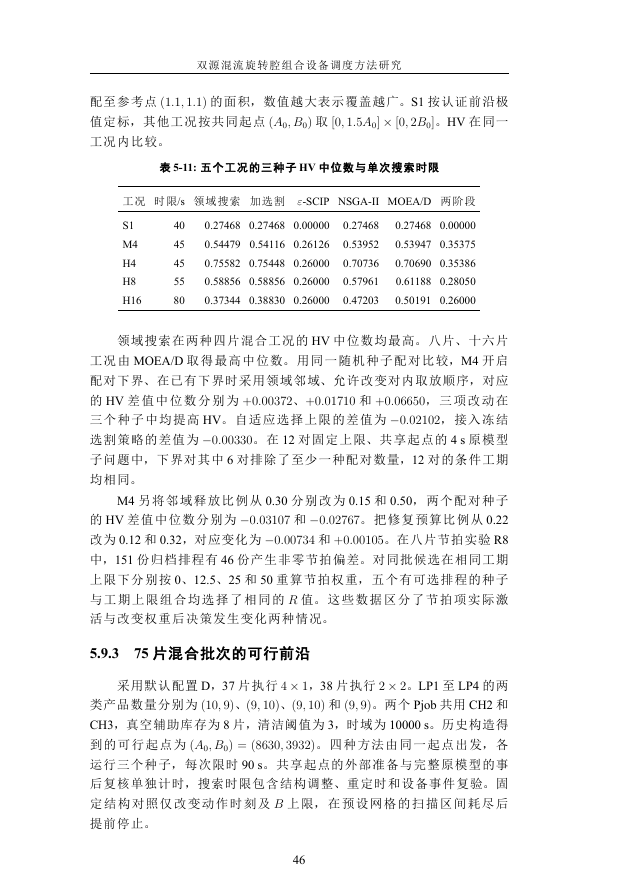 双源混流旋转腔组合设备调度方法研究
配至参考点 (1.1, 1.1) 的面积，数值越大表示覆盖越广。S1 按认证前沿极
值定标，其他工况按共同起点 (A₀, B₀) 取 [0, 1.5A₀] × [0, 2B₀]。HV 在同一
工况内比较。
表 5-11: 五个工况的三种子 HV 中位数与单次搜索时限
工况 时限/s 领域搜索 加选割 ε-SCIP NSGA-II MOEA/D 两阶段
S1 40 0.27468 0.27468 0.00000 0.27468 0.27468 0.00000
M4 45 0.54479 0.54116 0.26126 0.53952 0.53947 0.35375
H4 45 0.75582 0.75448 0.26000 0.70736 0.70690 0.35386
H8 55 0.58856 0.58856 0.26000 0.57961 0.61188 0.28050
H16 80 0.37344 0.38830 0.26000 0.47203 0.50191 0.26000
领域搜索在两种四片混合工况的 HV 中位数均最高。八片、十六片
工况由 MOEA/D 取得最高中位数。用同一随机种子配对比较，M4 开启
配对下界、在已有下界时采用领域邻域、允许改变对内取放顺序，对应
的 HV 差值中位数分别为 +0.00372、+0.01710 和 +0.06650，三项改动在
三个种子中均提高 HV。自适应选择上限的差值为 −0.02102，接入冻结
选割策略的差值为 −0.00330。在 12 对固定上限、共享起点的 4 s 原模型
子问题中，下界对其中 6 对排除了至少一种配对数量，12 对的条件工期
均相同。
M4 另将邻域释放比例从 0.30 分别改为 0.15 和 0.50，两个配对种子
的 HV 差值中位数分别为 −0.03107 和 −0.02767。把修复预算比例从 0.22
改为 0.12 和 0.32，对应变化为 −0.00734 和 +0.00105。在八片节拍实验 R8
中，151 份归档排程有 46 份产生非零节拍偏差。对同批候选在相同工期
上限下分别按 0、12.5、25 和 50 重算节拍权重，五个有可选排程的种子
与工期上限组合均选择了相同的 R 值。这些数据区分了节拍项实际激
活与改变权重后决策发生变化两种情况。
5.9.3 75 片混合批次的可行前沿
采用默认配置 D，37 片执行 4 × 1，38 片执行 2 × 2。LP1 至 LP4 的两
类产品数量分别为 (10, 9)、(9, 10)、(9, 10) 和 (9, 9)。两个 Pjob 共用 CH2 和
CH3，真空辅助库存为 8 片，清洁阈值为 3，时域为 10000 s。历史构造得
到的可行起点为 (A₀, B₀) = (8630, 3932)。四种方法由同一起点出发，各
运行三个种子，每次限时 90 s。共享起点的外部准备与完整原模型的事
后复核单独计时，搜索时限包含结构调整、重定时和设备事件复验。固
定结构对照仅改变动作时刻及 B 上限，在预设网格的扫描区间耗尽后
提前停止。
46